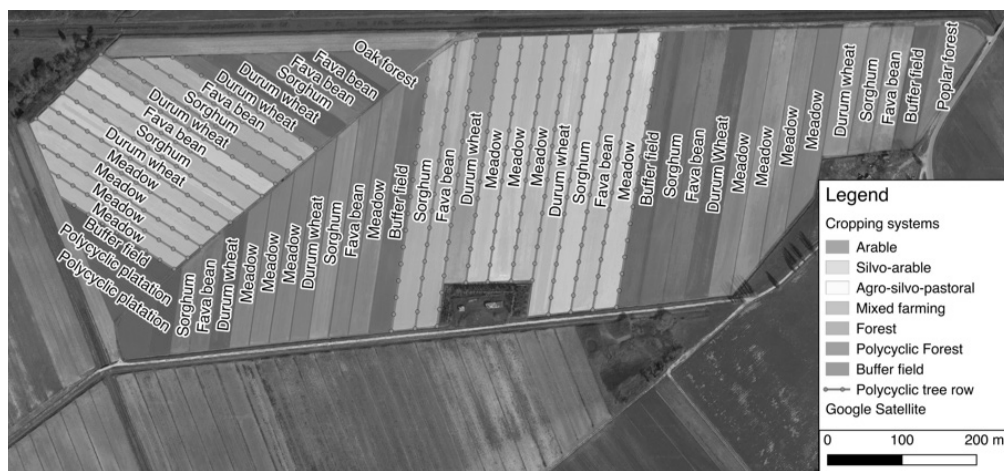 Oak forest
Fava bean
Fava bean
Sorghum
Durum wheat
Durum wheat
Fava bean
Sorghum
Durum wheat
Sorghum
Fava bean
Sorghum
Durum wheat
Meadow
Meadow
Meadow
Meadow
Buffer field
Polycyclic platation
Polycyclic platation
Sorghum
Fava bean
Durum wheat
Meadow
Meadow
Meadow
Durum wheat
Sorghum
Fava bean
Meadow
Buffer field
Sorghum
Fava bean
Durum wheat
Meadow
Meadow
Meadow
Durum wheat
Sorghum
Fava bean
Meadow
Buffer field
Sorghum
Fava bean
Durum Wheat
Meadow
Meadow
Meadow
Meadow
Durum wheat
Sorghum
Fava bean
Buffer field
Poplar forest
Legend
Cropping systems
Arable
Silvo-arable
Agro-silvo-pastoral
Mixed farming
Forest
Polycyclic Forest
Buffer field
Polycyclic tree row
Google Satellite
0 100 200 m